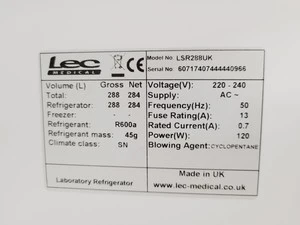 Lec
MEDICAL
Model No. LSR288UK
Serial No 60717407444440966
Volume (L) Gross Net
Total: 288 284
Refrigerator: 288 284
Freezer: - -
Refrigerant: R600a
Refrigerant mass: 45g
Climate class: SN
Voltage(V): 220 - 240
Supply: AC ~
Frequency(Hz): 50
Fuse Rating(A): 13
Rated Current(A): 0.7
Power(W): 120
Blowing Agent: CYCLOPENTANE
Laboratory Refrigerator
Made in UK
www.lec-medical.co.uk